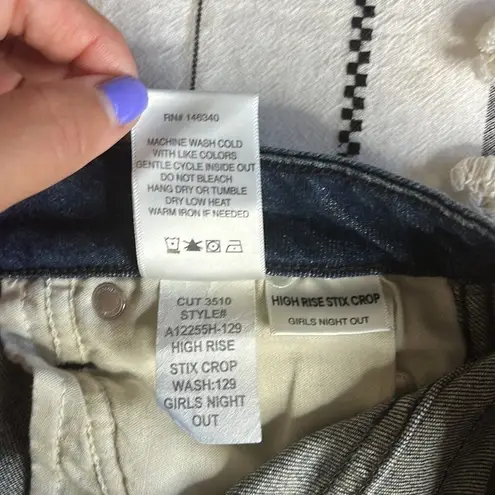 RN# 146340
MACHINE WASH COLD
WITH LIKE COLORS
GENTLE CYCLE INSIDE OUT
DO NOT BLEACH
HANG DRY OR TUMBLE
DRY LOW HEAT
WARM IRON IF NEEDED
CUT 3510
STYLE#
A12255H-129
HIGH RISE
STIX CROP
WASH:129
GIRLS NIGHT
OUT
HIGH RISE STIX CROP
GIRLS NIGHT OUT